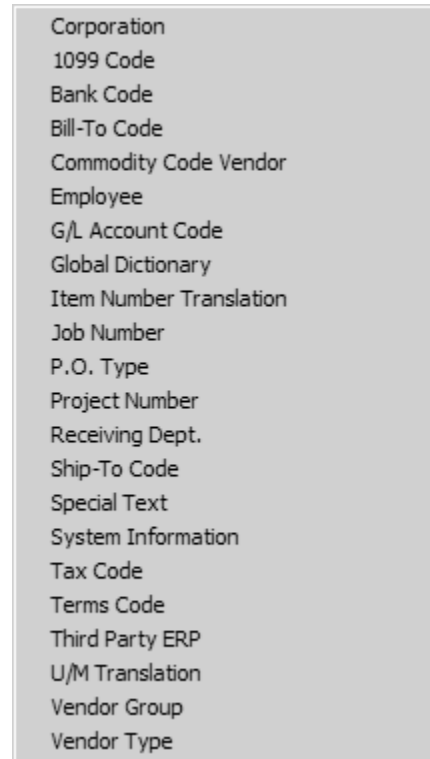 Corporation
1099 Code
Bank Code
Bill-To Code
Commodity Code Vendor
Employee
G/L Account Code
Global Dictionary
Item Number Translation
Job Number
P.O. Type
Project Number
Receiving Dept.
Ship-To Code
Special Text
System Information
Tax Code
Terms Code
Third Party ERP
U/M Translation
Vendor Group
Vendor Type